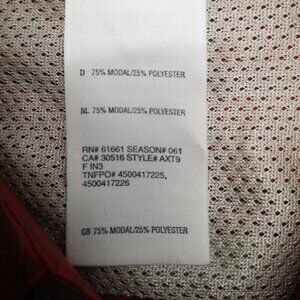 D 75% MODAL/25% POLYESTER
NL 75% MODAL/25% POLYESTER
RN# 61661 SEASON# 061
CA# 30516 STYLE# AXT9
F IN3
TNFPO# 4500417225,
4500417226
GB 75% MODAL/25% POLYESTER